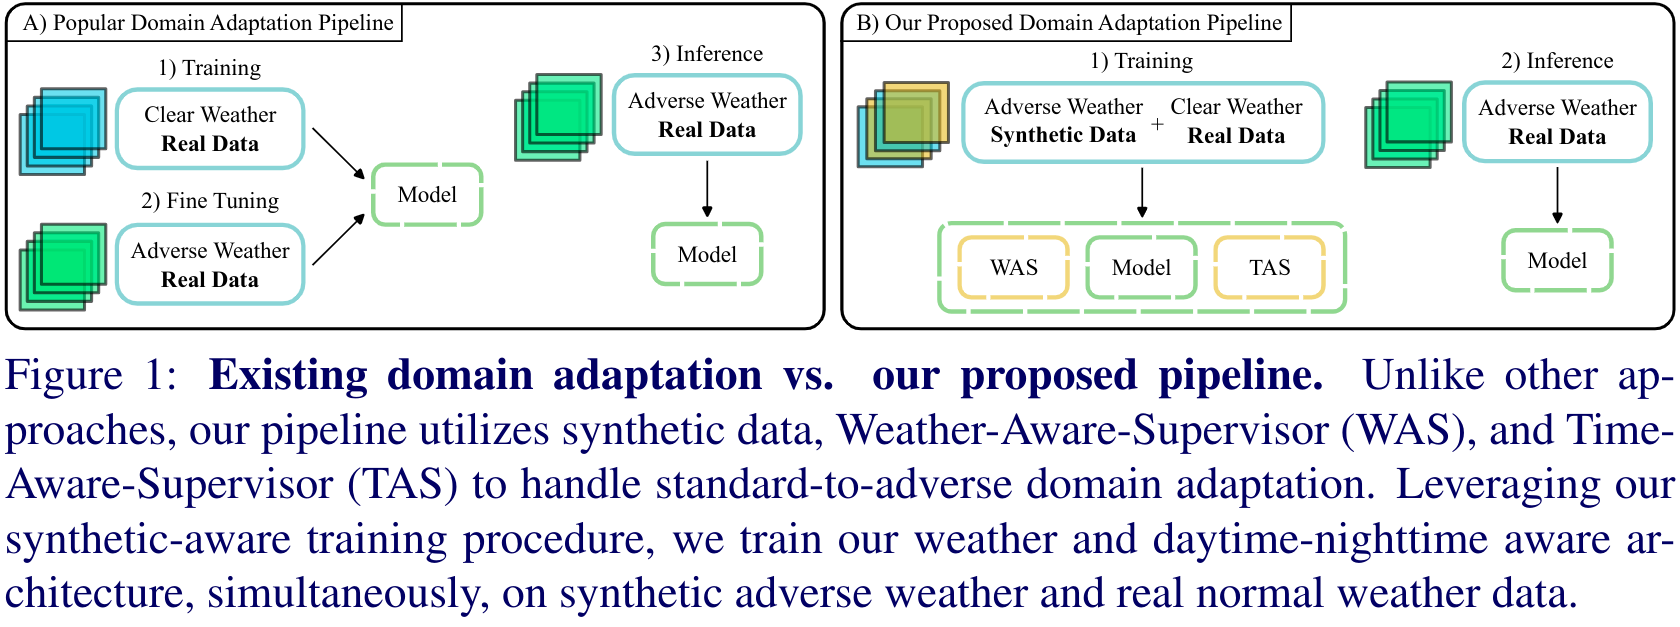 A) Popular Domain Adaptation Pipeline
1) Training
Clear Weather
Real Data
2) Fine Tuning
Adverse Weather
Real Data
Model
3) Inference
Adverse Weather
Real Data
Model
B) Our Proposed Domain Adaptation Pipeline
1) Training
Adverse Weather
Synthetic Data
+
Clear Weather
Real Data
WAS
Model
TAS
2) Inference
Adverse Weather
Real Data
Model
Figure 1: Existing domain adaptation vs. our proposed pipeline. Unlike other ap-
proaches, our pipeline utilizes synthetic data, Weather-Aware-Supervisor (WAS), and Time-
Aware-Supervisor (TAS) to handle standard-to-adverse domain adaptation. Leveraging our
synthetic-aware training procedure, we train our weather and daytime-nighttime aware ar-
chitecture, simultaneously, on synthetic adverse weather and real normal weather data.